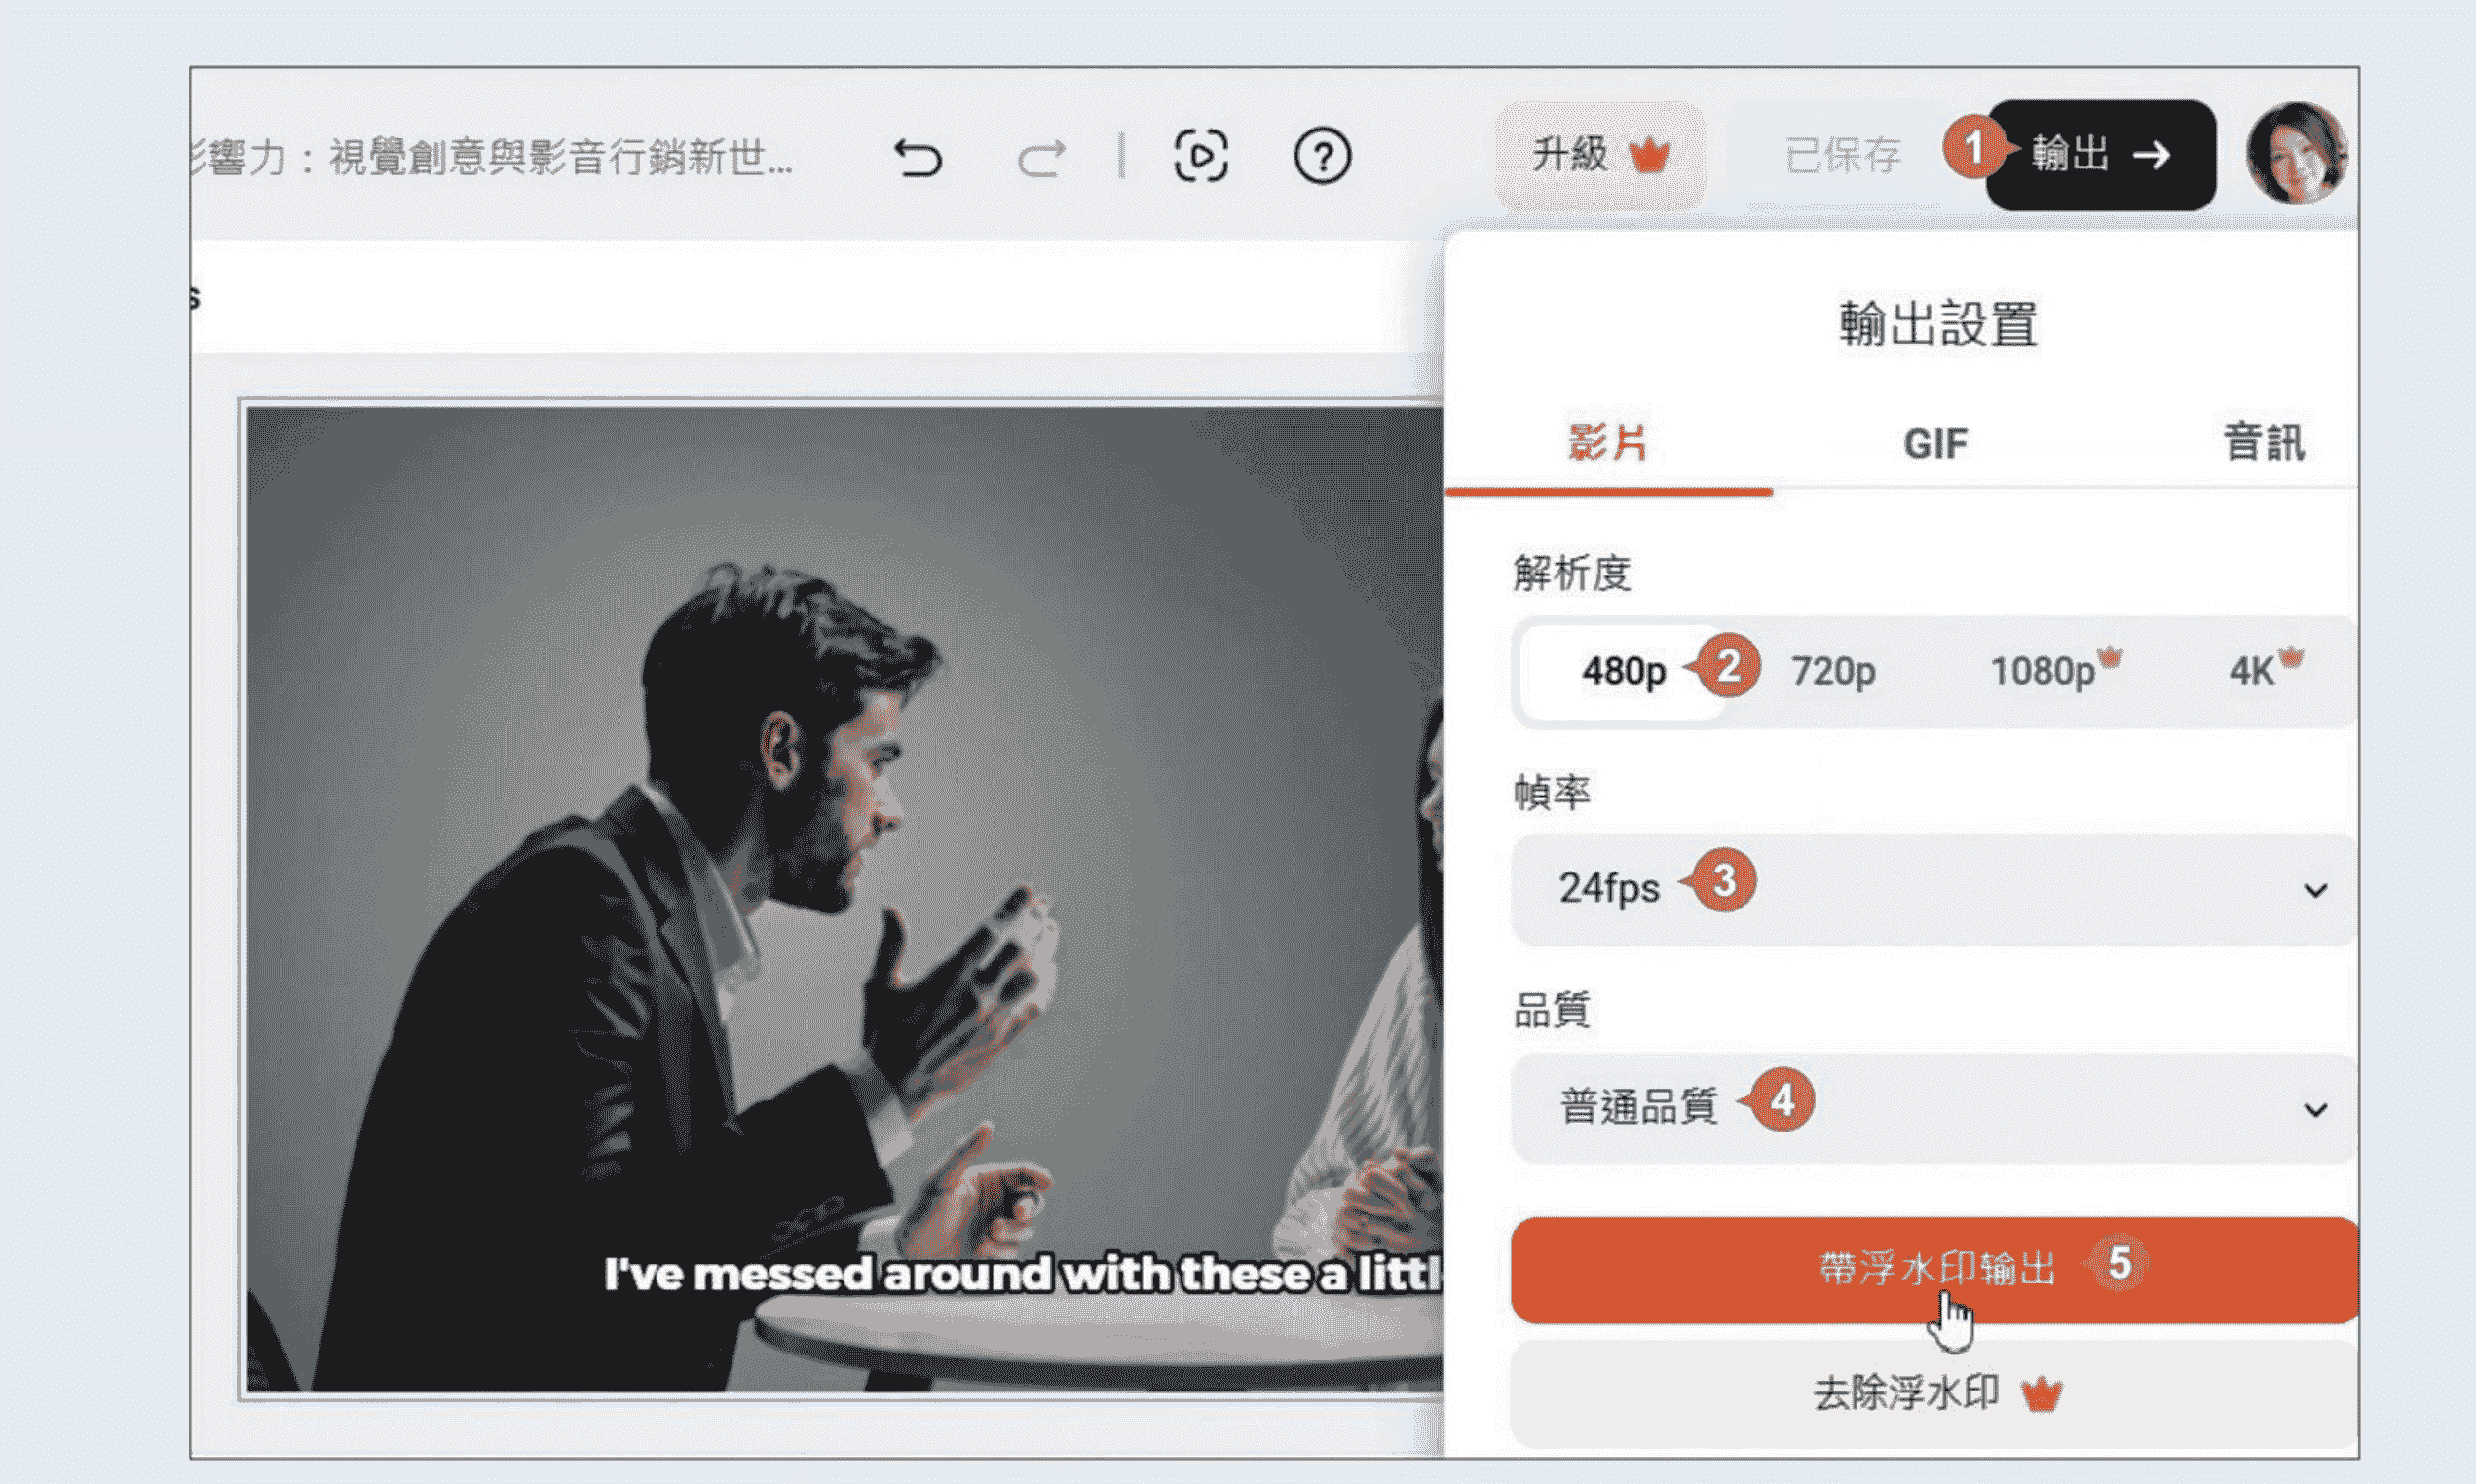 影響力：視覺創意與影音行銷新世...
升級
已保存
1
輸出
s
輸出設置
影片
GIF
音訊
解析度
480p
2
720p
1080p
4K
幀率
24fps
3
品質
普通品質
4
帶浮水印输出
5
去除浮水印
I've messed around with these a littl